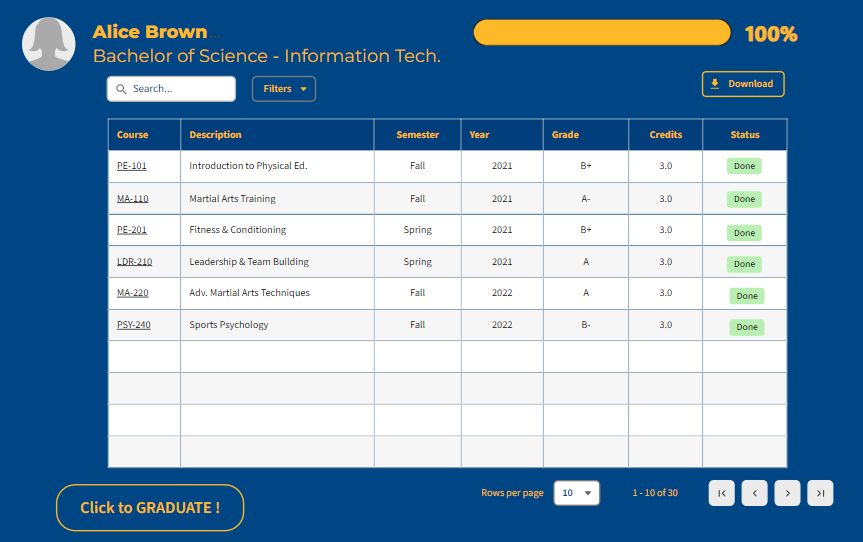 Alice Brown...
100%
Bachelor of Science - Information Tech.
Search...
Filters
Download
Course Description Semester Year Grade Credits Status
PE-101 Introduction to Physical Ed. Fall 2021 B+ 3.0 Done
MA-110 Martial Arts Training Fall 2021 A- 3.0 Done
PE-201 Fitness & Conditioning Spring 2021 B+ 3.0 Done
LDR-210 Leadership & Team Building Spring 2021 A 3.0 Done
MA-220 Adv. Martial Arts Techniques Fall 2022 A 3.0 Done
PSY-240 Sports Psychology Fall 2022 B- 3.0 Done
Rows per page 10 1 - 10 of 30
Click to GRADUATE !